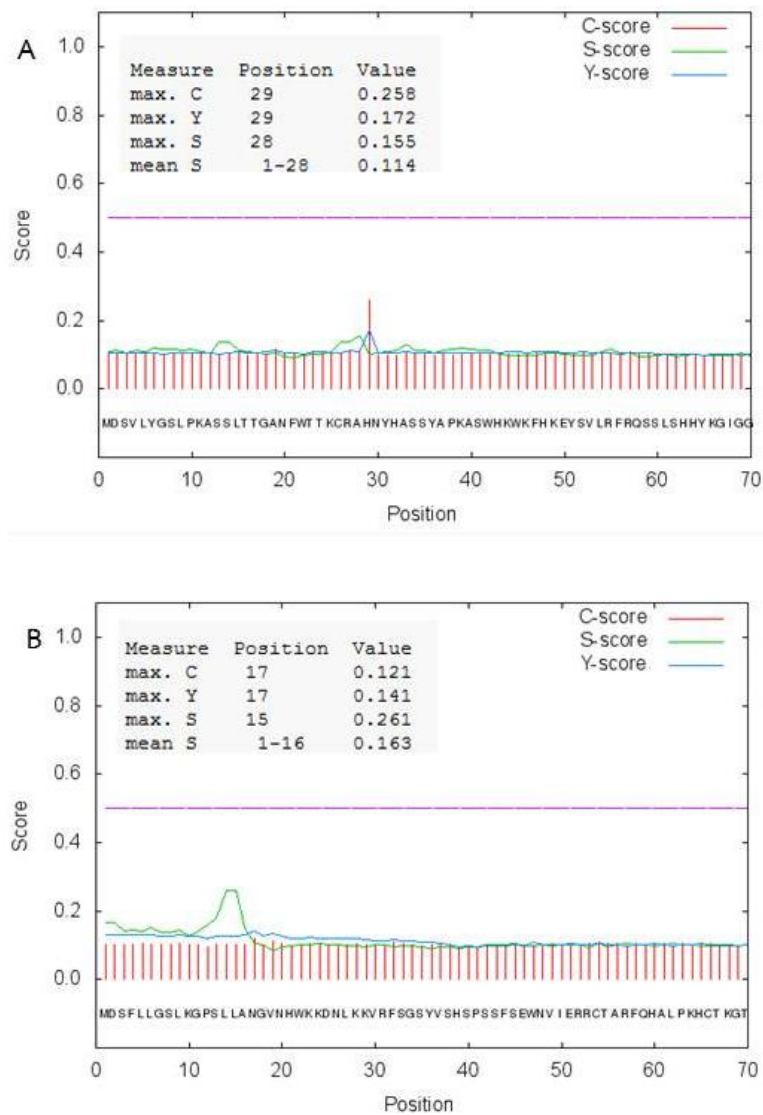 A
C-score
S-score
Y-score
Measure Position Value
max. C 29 0.258
max. Y 29 0.172
max. S 28 0.155
mean S 1-28 0.114
1.0
0.8
0.6
0.4
0.2
0.0
Score
MDSVLYGSLPKASSLTTGANFWTTKCRAHNYHASSYAPKASWHKWKFHKEYSVLRFRQSSLSHHYKGIGG
0 10 20 30 40 50 60 70
Position
B
C-score
S-score
Y-score
Measure Position Value
max. C 17 0.121
max. Y 17 0.141
max. S 15 0.261
mean S 1-16 0.163
1.0
0.8
0.6
0.4
0.2
0.0
Score
MDSFLLGSLKGPSLLANGVNHWKKDNLKKVRFSGSYVSHSPSSFSEWNVIERRCTARFQHALPKHCTKGT
0 10 20 30 40 50 60 70
Position